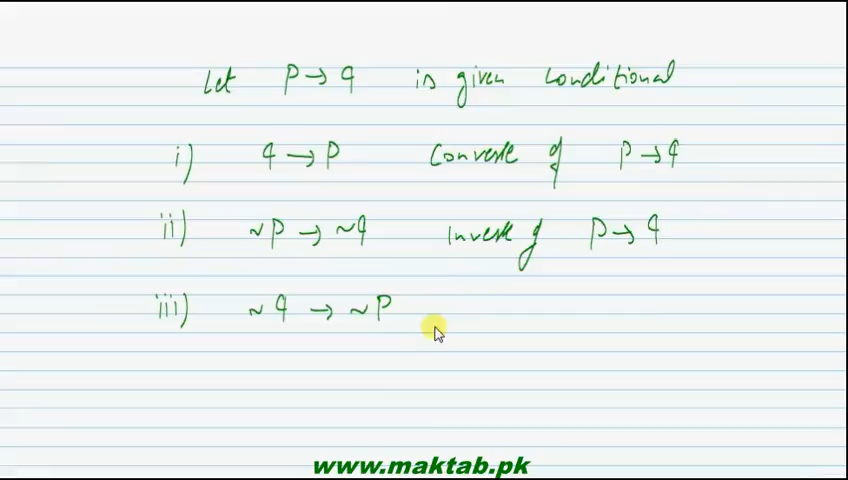 Let P → q is given conditional
i) q → P Converse of P → q
ii) ~P → ~q Inverse of P → q
iii) ~q → ~P
www.maktab.pk